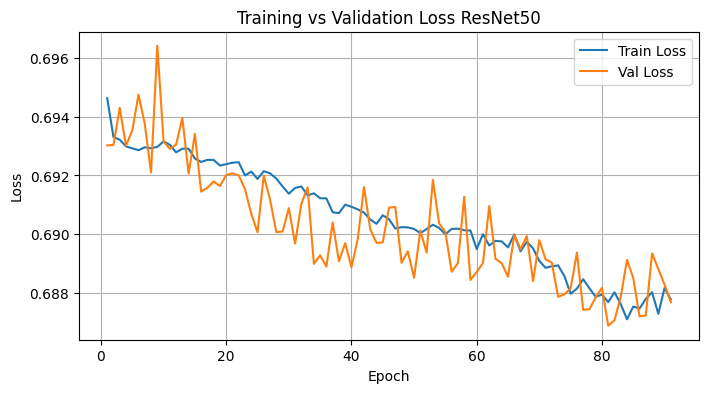 Training vs Validation Loss ResNet50
Train Loss
Val Loss
0.696
0.694
0.692
0.690
0.688
Loss
0
20
40
60
80
Epoch